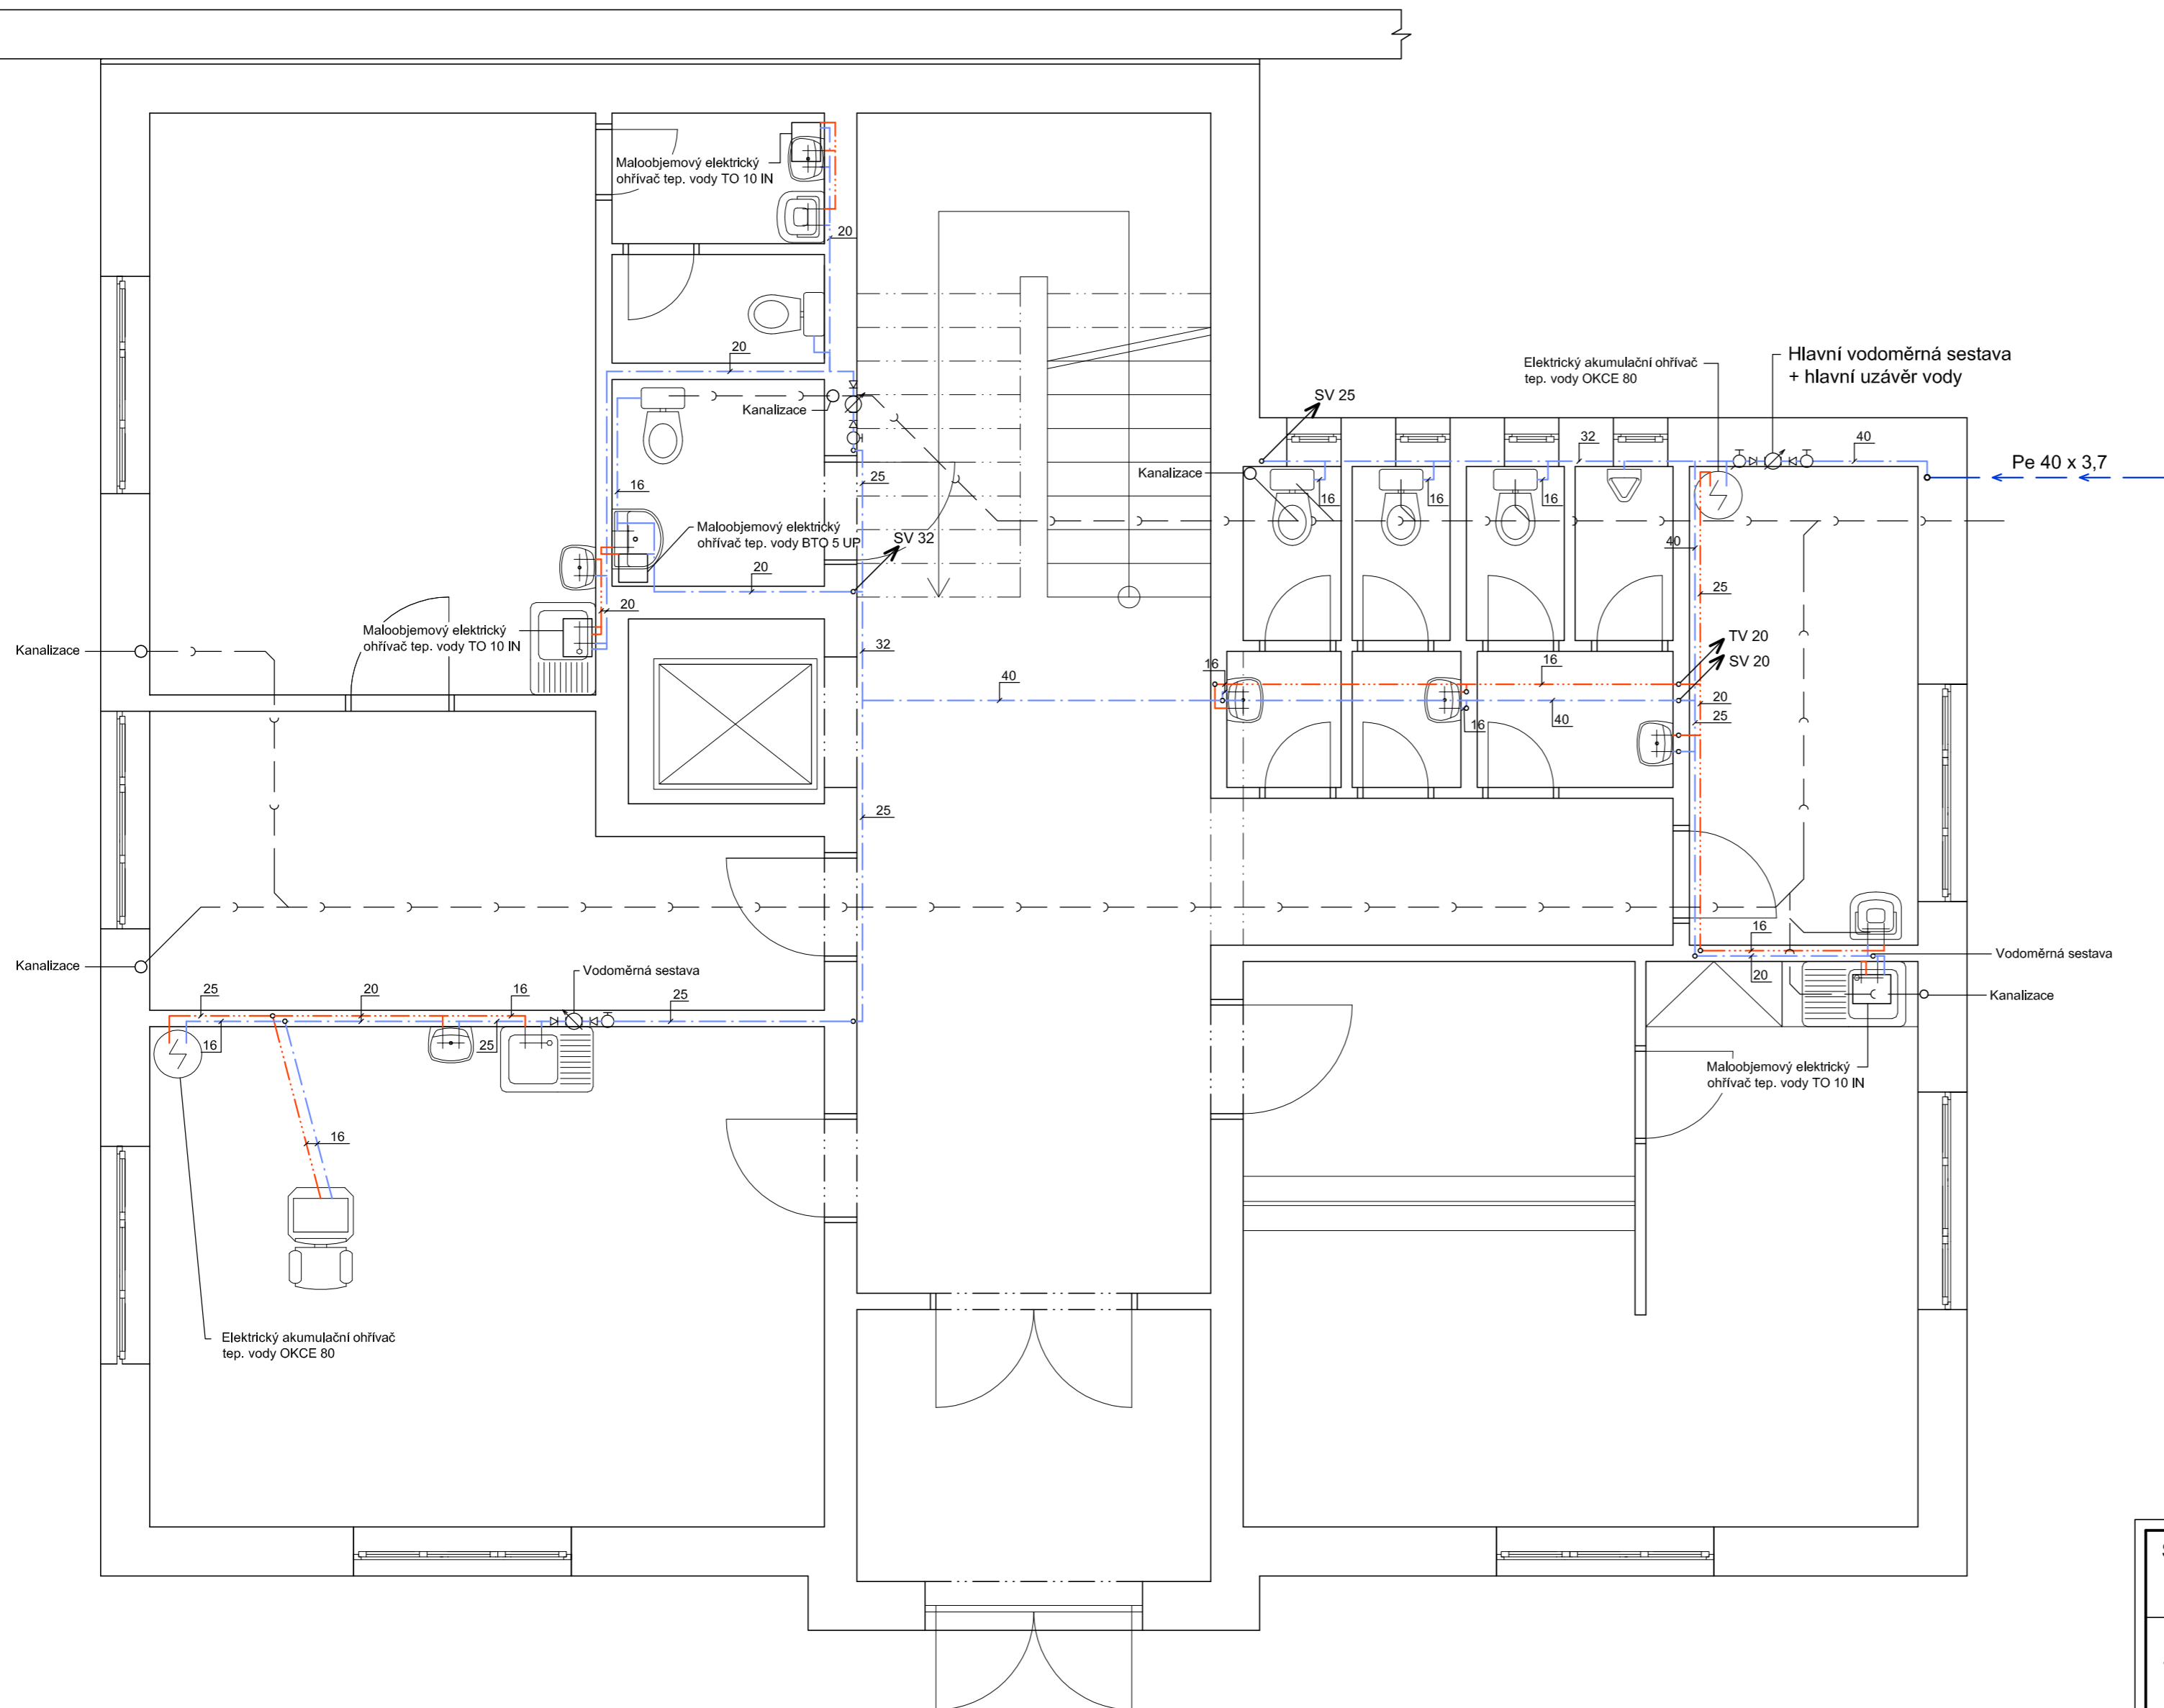 Maloobjemový elektrický
ohřívač tep. vody TO 10 IN
20
20
Kanalizace
Elektrický akumulační ohřívač
tep. vody OKCE 80
Hlavní vodoměrná sestava
+ hlavní uzávěr vody
SV 25
32
40
Pe 40 x 3,7
Kanalizace
25
16
16
16
16
Maloobjemový elektrický
ohřívač tep. vody BTO 5 UP
SV 32
40
20
25
20
Maloobjemový elektrický
ohřívač tep. vody TO 10 IN
Kanalizace
32
TV 20
SV 20
16
16
40
20
16
40
25
25
16
Vodoměrná sestava
Kanalizace
Vodoměrná sestava
20
Kanalizace
25
20
16
25
16
25
Maloobjemový elektrický
ohřívač tep. vody TO 10 IN
16
Elektrický akumulační ohřívač
tep. vody OKCE 80